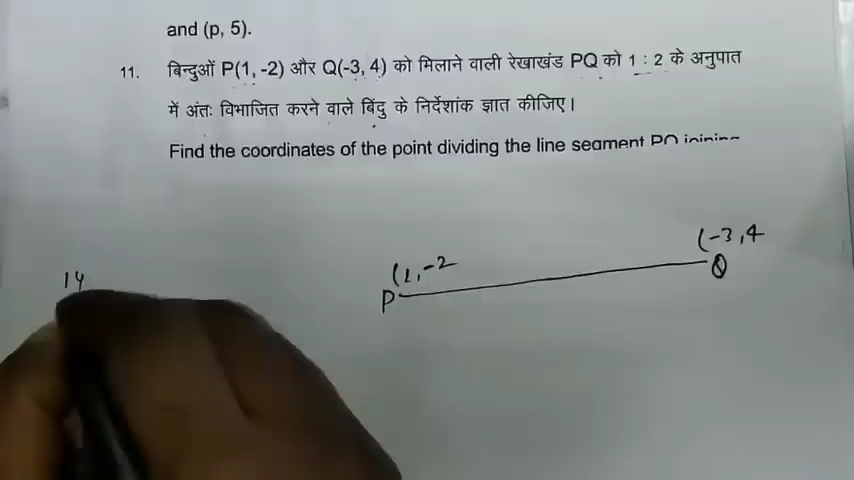 and (p, 5).
11. बिन्दुओं P(1, -2) और Q(-3, 4) को मिलाने वाली रेखाखंड PQ को 1 : 2 के अनुपात
में अंतः विभाजित करने वाले बिंदु के निर्देशांक ज्ञात कीजिए।
Find the coordinates of the point dividing the line segment PQ joining
(-3, 4
(1, -2
Q
P
14